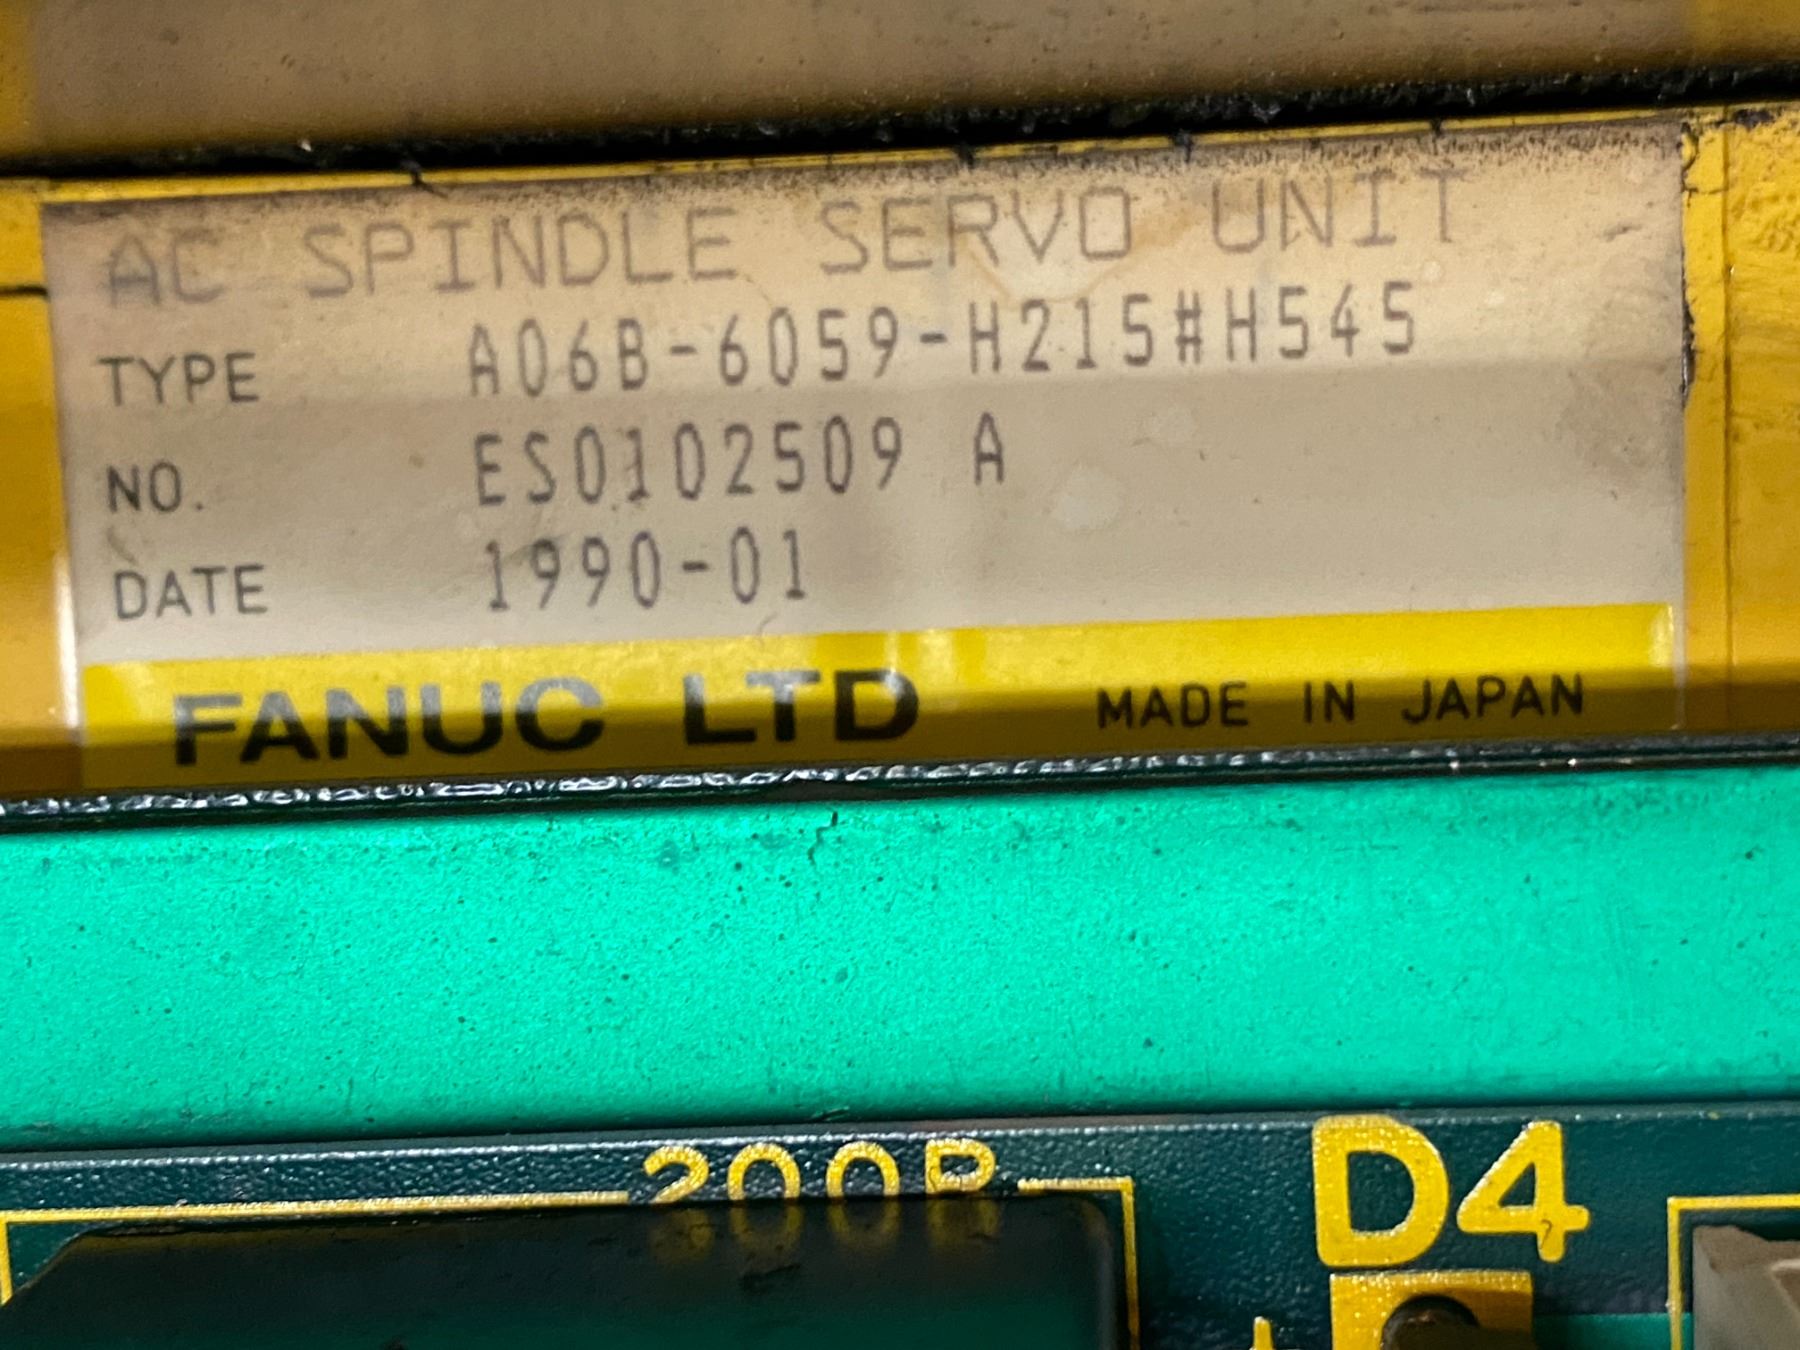 AC SPINDLE SERVO UNIT
TYPE A06B-6059-H215#H545
NO. ES0102509 A
DATE 1990-01
FANUC LTD MADE IN JAPAN
200R D4
+